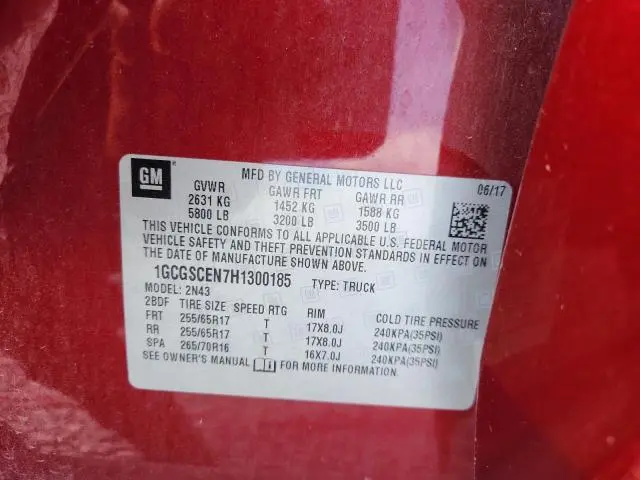 GM
MFD BY GENERAL MOTORS LLC 06/17
GVWR GAWR FRT GAWR RR
2631 KG 1452 KG 1588 KG
5800 LB 3200 LB 3500 LB
THIS VEHICLE CONFORMS TO ALL APPLICABLE U.S. FEDERAL MOTOR
VEHICLE SAFETY AND THEFT PREVENTION STANDARDS IN EFFECT ON
THE DATE OF MANUFACTURE SHOWN ABOVE.
1GCGSCEN7H1300185 TYPE: TRUCK
MODEL: 2N43
2BDF TIRE SIZE SPEED RTG RIM COLD TIRE PRESSURE
FRT 255/65R17 T 17X8.0J 240KPA(35PSI)
RR 255/65R17 T 17X8.0J 240KPA(35PSI)
SPA 265/70R16 T 16X7.0J 240KPA(35PSI)
SEE OWNER'S MANUAL FOR MORE INFORMATION